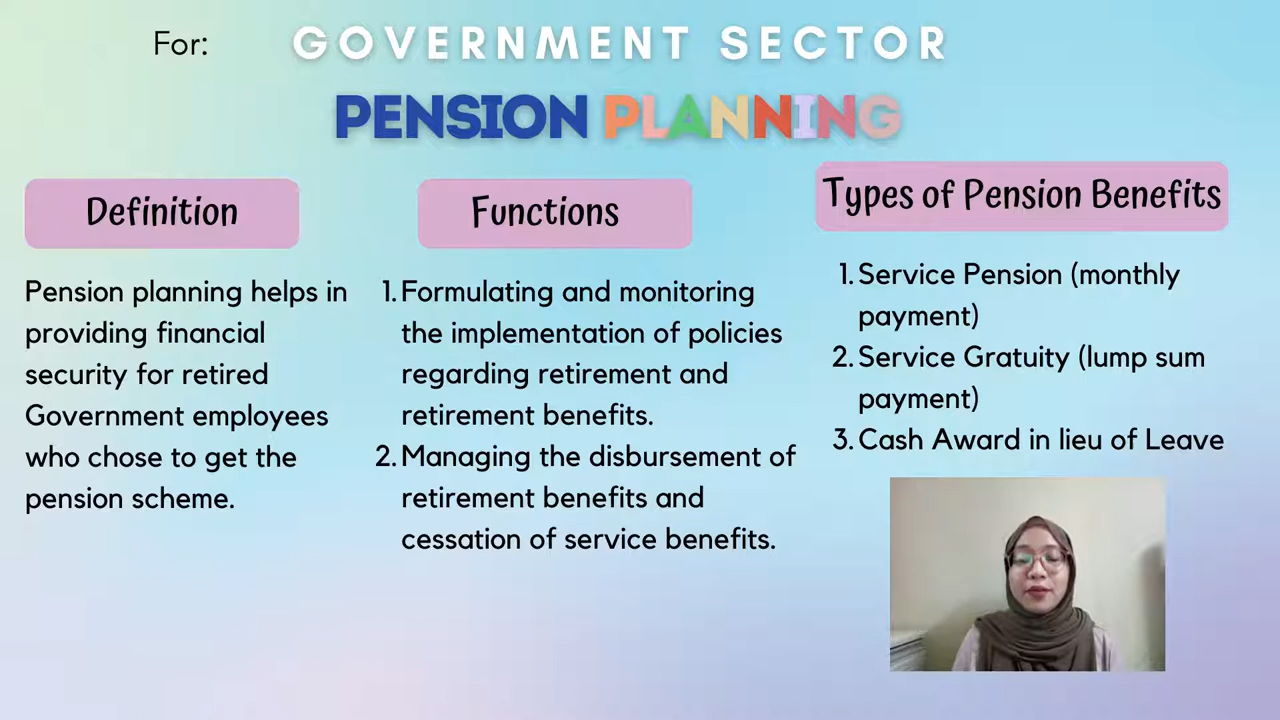 For:
GOVERNMENT SECTOR
PENSION PLANNING
Definition
Pension planning helps in
providing financial
security for retired
Government employees
who chose to get the
pension scheme.
Functions
1. Formulating and monitoring
the implementation of policies
regarding retirement and
retirement benefits.
2. Managing the disbursement of
retirement benefits and
cessation of service benefits.
Types of Pension Benefits
1. Service Pension (monthly
payment)
2. Service Gratuity (lump sum
payment)
3. Cash Award in lieu of Leave